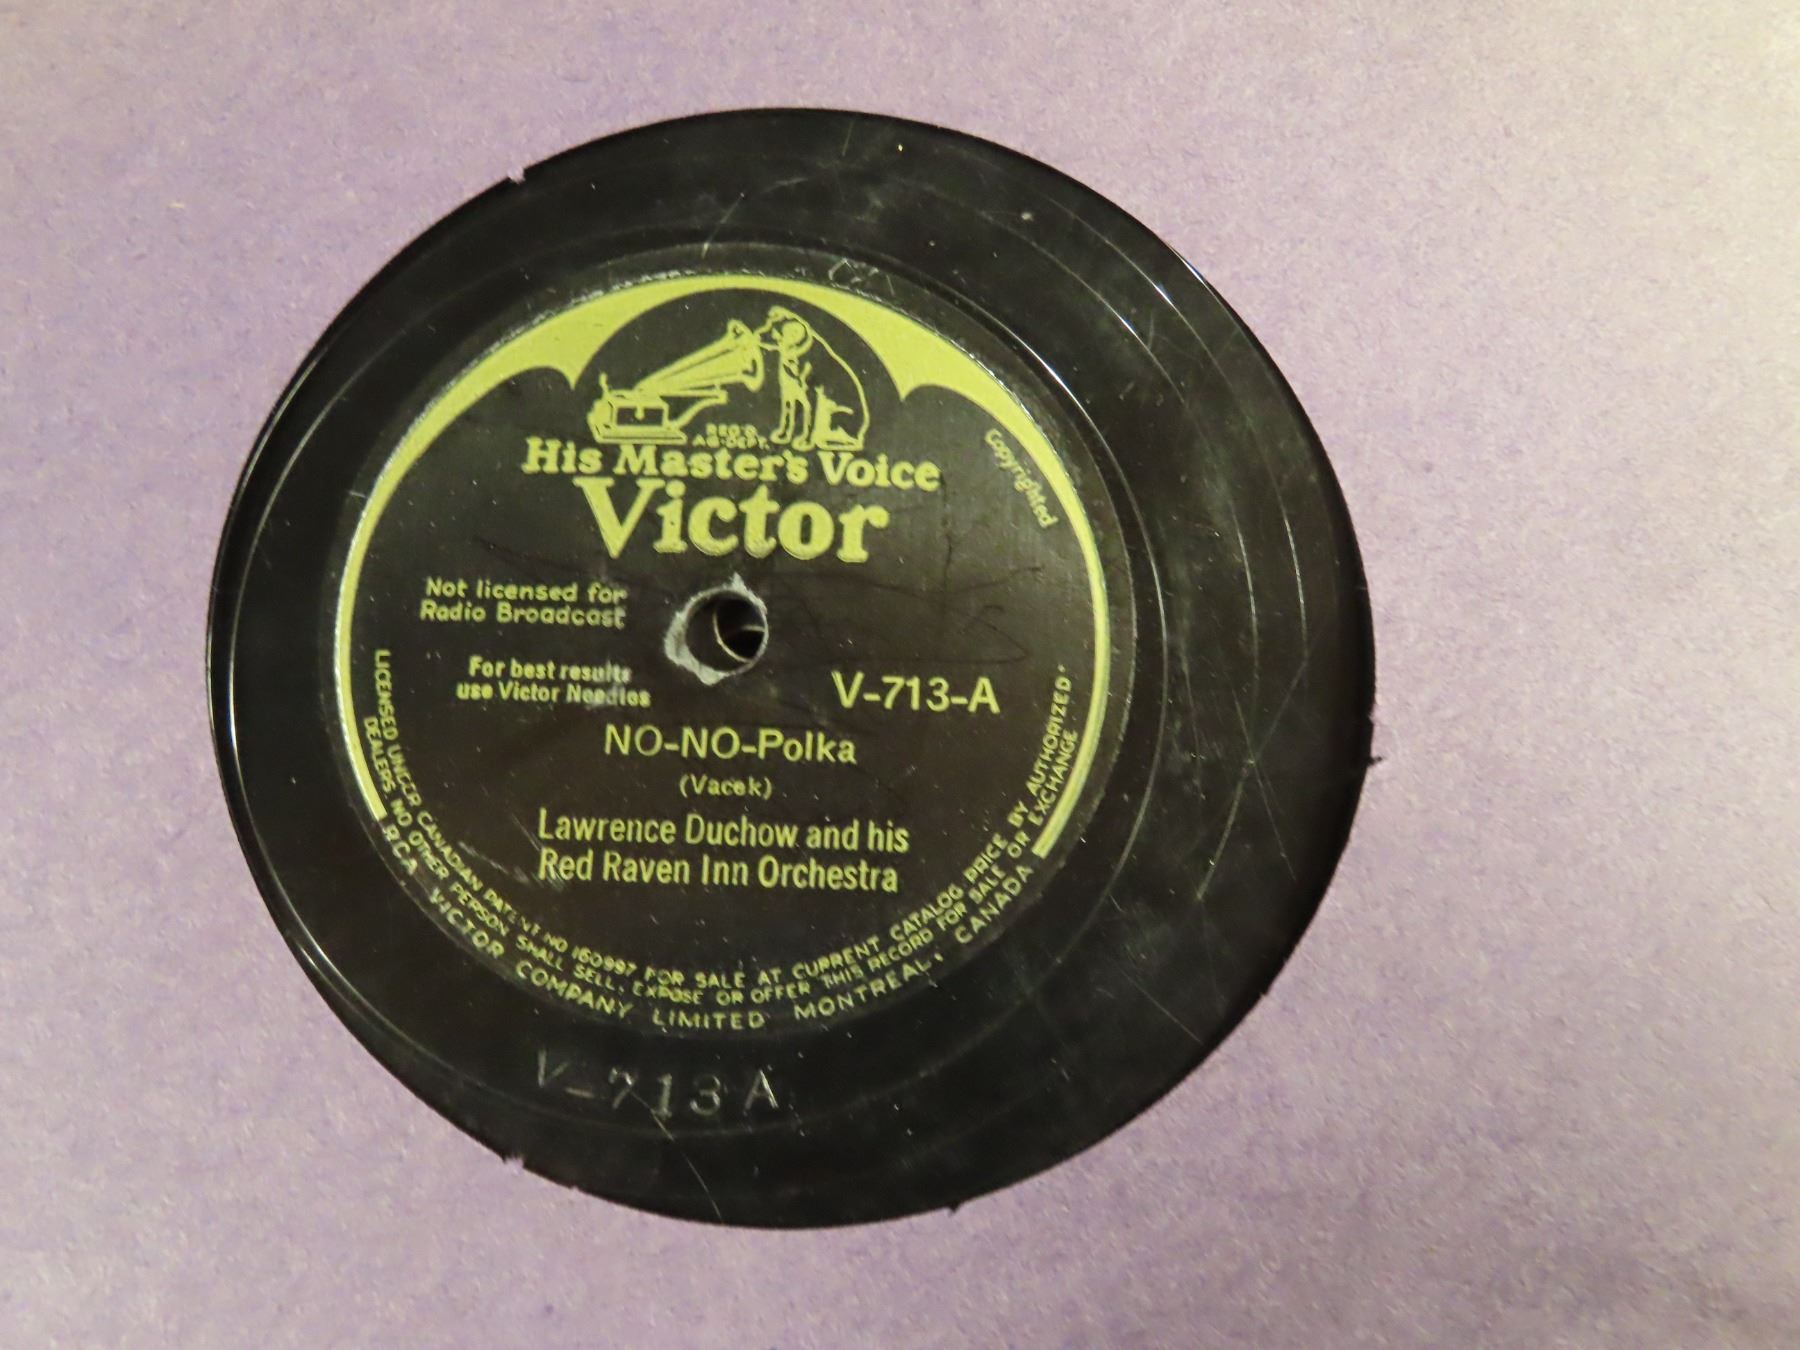 REG'D.
AG-DEPT.
His Master's Voice
Victor
Copyrighted
Not licensed for
Radio Broadcast
For best results
use Victor Needles
V-713-A
NO-NO-Polka
(Vacek)
Lawrence Duchow and his
Red Raven Inn Orchestra
LICENSED UNDER CANADIAN PATENT NO 160997 FOR SALE AT CURRENT CATALOG PRICE BY AUTHORIZED
DEALERS. NO OTHER PERSON SHALL SELL, EXPOSE OR OFFER THIS RECORD FOR SALE OR EXCHANGE.
RCA VICTOR COMPANY LIMITED MONTREAL, CANADA
V-713 A